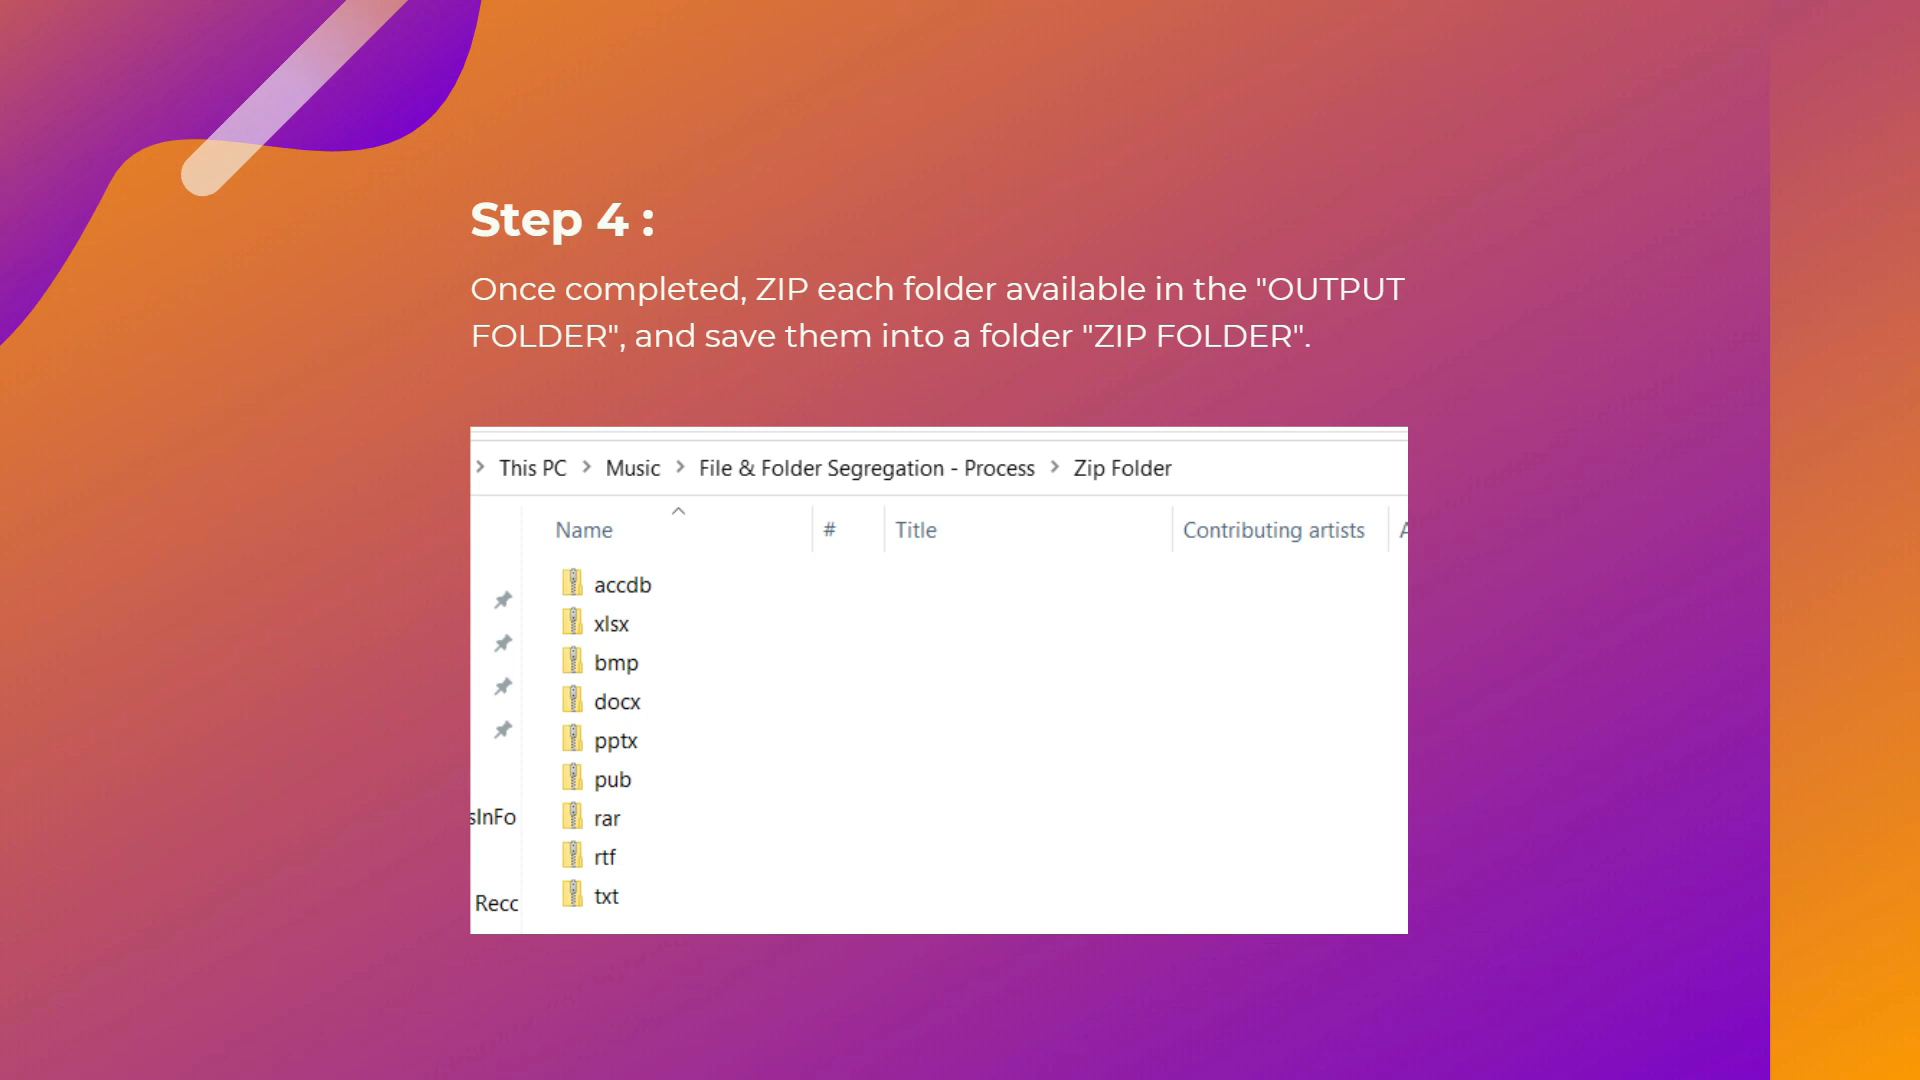 Step 4 :
Once completed, ZIP each folder available in the "OUTPUT
FOLDER", and save them into a folder "ZIP FOLDER".
> This PC > Music > File & Folder Segregation - Process > Zip Folder
Name # Title Contributing artists
accdb
xlsx
bmp
docx
pptx
pub
sInFo
rar
rtf
txt
Recc